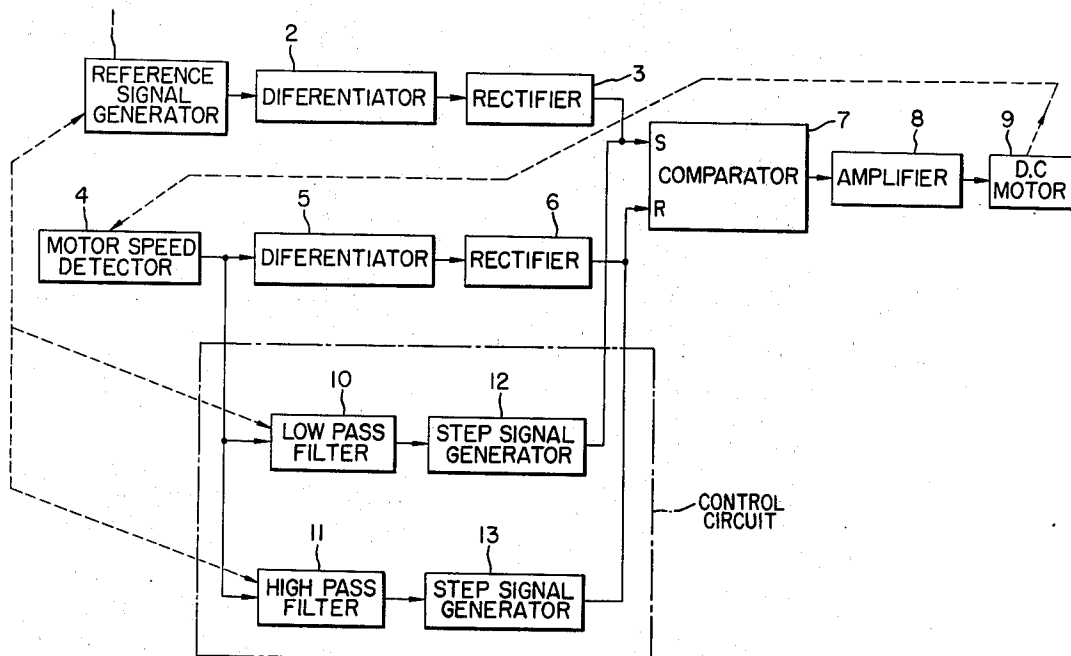 2
3
REFERENCE
SIGNAL
GENERATOR
DIFERENTIATOR
RECTIFIER
7
8
9
S
COMPARATOR
R
AMPLIFIER
D.C
MOTOR
4
5
6
MOTOR SPEED
DETECTOR
DIFERENTIATOR
RECTIFIER
10
12
LOW PASS
FILTER
STEP SIGNAL
GENERATOR
CONTROL
CIRCUIT
11
13
HIGH PASS
FILTER
STEP SIGNAL
GENERATOR